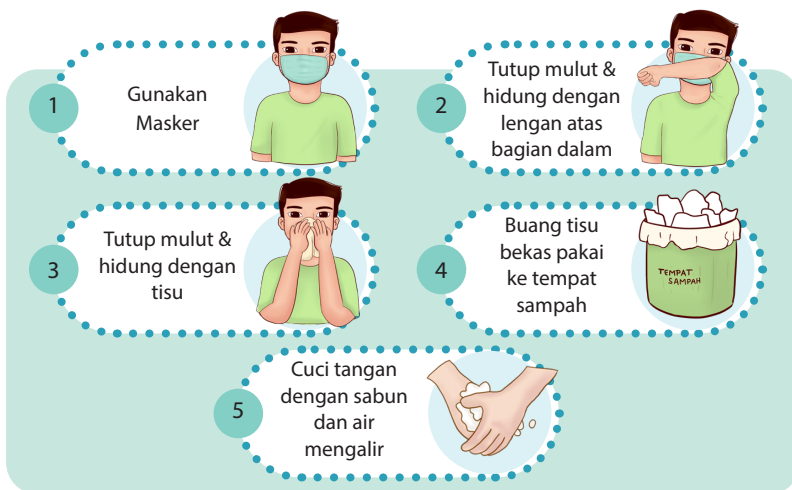 1
Gunakan
Masker
2
Tutup mulut &
hidung dengan
lengan atas
bagian dalam
3
Tutup mulut &
hidung dengan
tisu
4
Buang tisu
bekas pakai
ke tempat
sampah
TEMPAT
SAMPAH
5
Cuci tangan
dengan sabun
dan air
mengalir